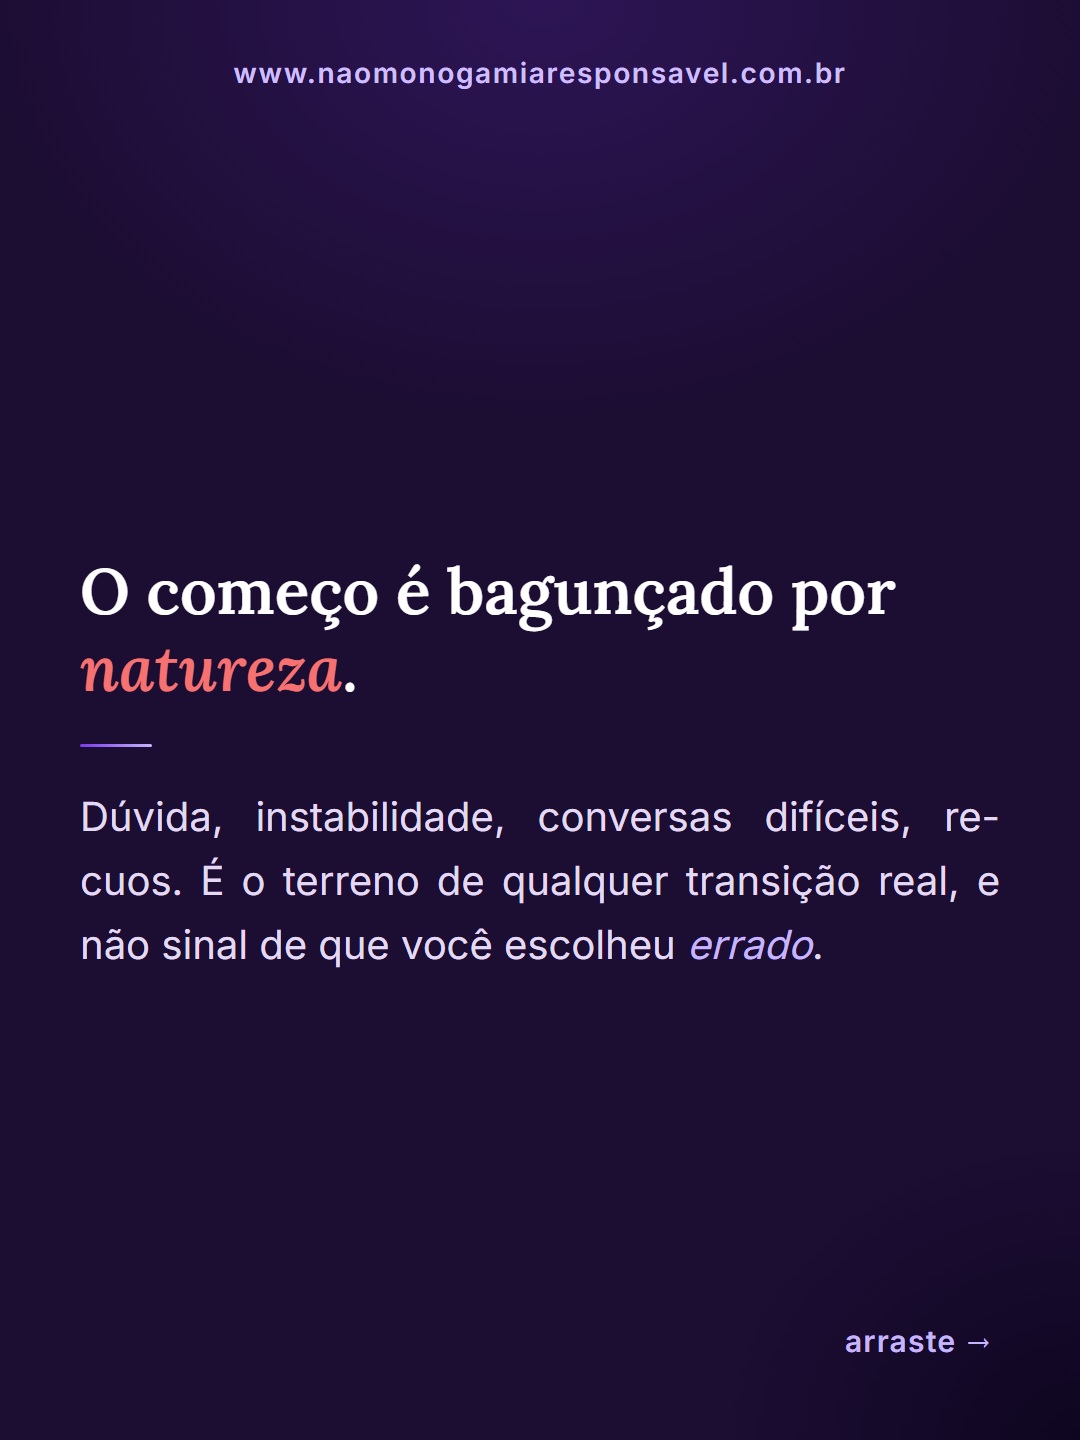 www.naomonogamiaresponsavel.com.br
O começo é bagunçado por
natureza.
Dúvida, instabilidade, conversas difíceis, re-
cuos. É o terreno de qualquer transição real, e
não sinal de que você escolheu errado.
arraste →